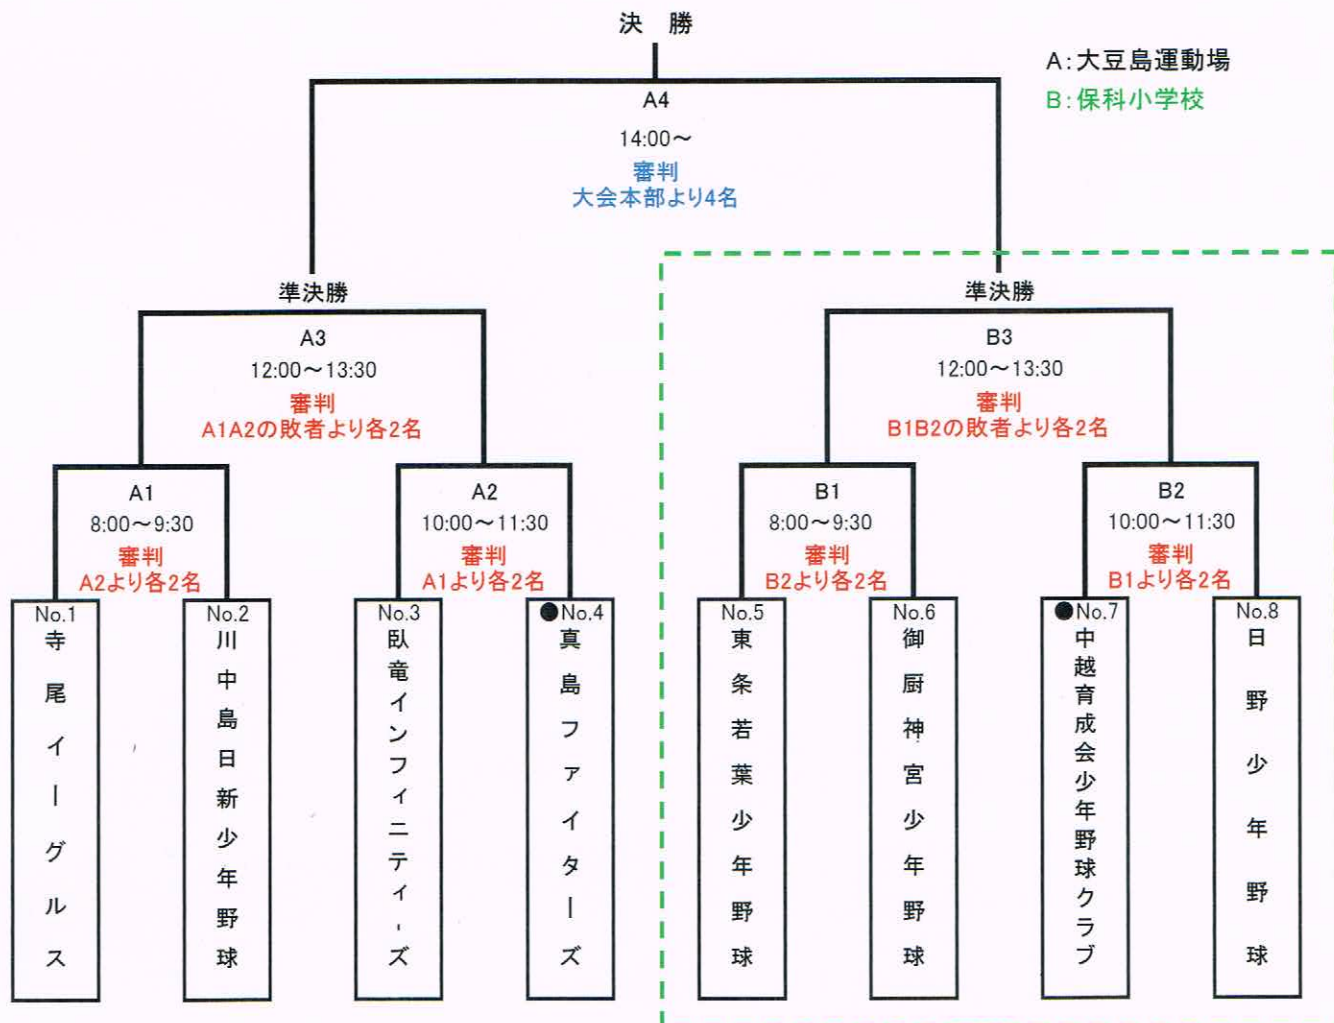 決 勝
A:大豆島運動場
B:保科小学校
A4
14:00～
審判
大会本部より4名
準決勝
A3
12:00～13:30
審判
A1A2の敗者より各2名
準決勝
B3
12:00～13:30
審判
B1B2の敗者より各2名
A1
8:00～9:30
審判
A2より各2名
A2
10:00～11:30
審判
A1より各2名
B1
8:00～9:30
審判
B2より各2名
B2
10:00～11:30
審判
B1より各2名
No.1
寺尾イーグルス
No.2
川中島日新少年野球
No.3
臥竜インフィニティーズ
●No.4
真島ファイターズ
No.5
東条若葉少年野球
No.6
御厨神宮少年野球
●No.7
中越育成会少年野球クラブ
No.8
日野少年野球